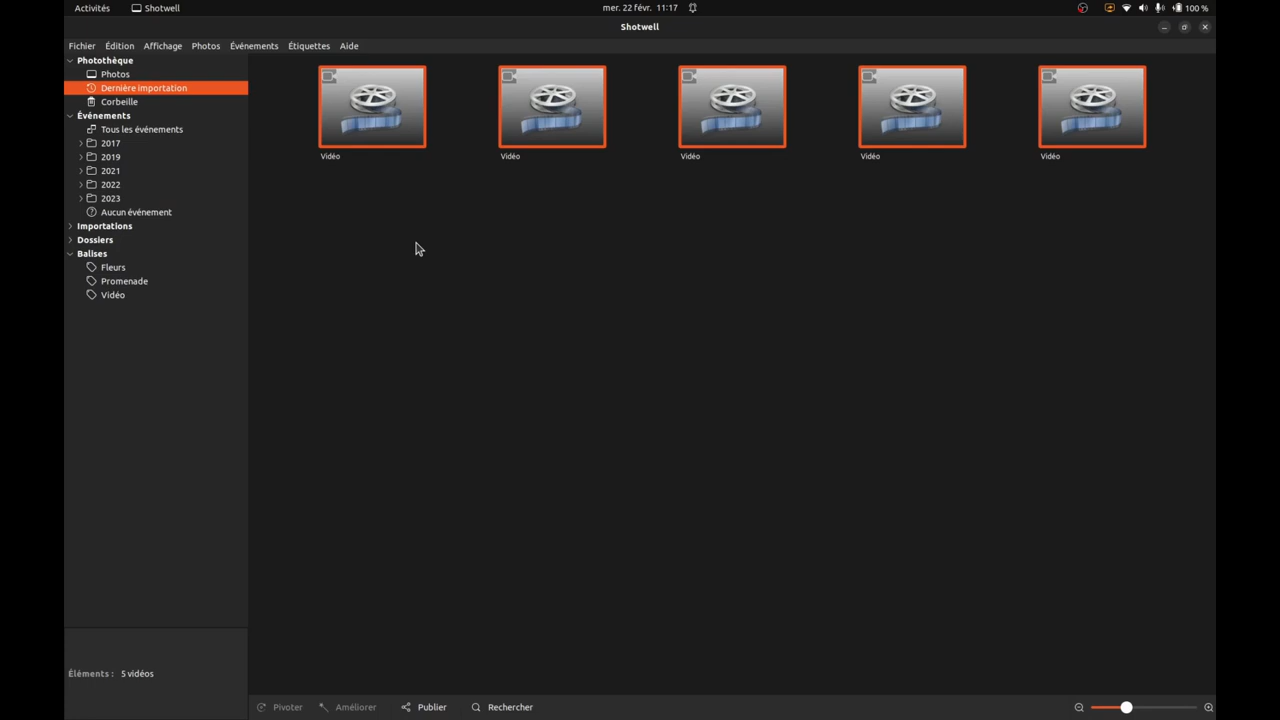 Activités Shotwell mer. 22 févr. 11:17 100 %
Shotwell
Fichier Édition Affichage Photos Événements Étiquettes Aide
Photothèque
Photos
Dernière importation
Corbeille
Événements
Tous les événements
2017
2019
2021
2022
2023
Aucun événement
Importations
Dossiers
Balises
Fleurs
Promenade
Vidéo
Vidéo Vidéo Vidéo Vidéo Vidéo
Éléments : 5 vidéos
Pivoter Améliorer Publier Rechercher